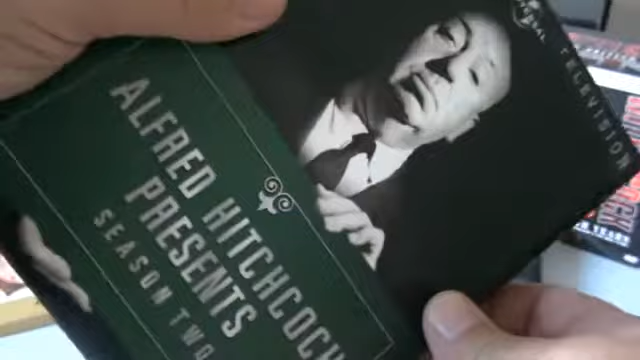 ALFRED HITCHCOCK
PRESENTS
SEASON TWO
TELEVISION